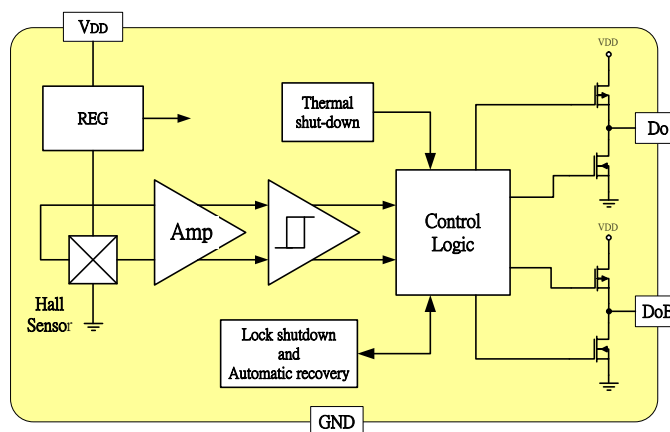 VDD
VDD
REG
Thermal
shut-down
Do
Amp
Control
Logic
VDD
Hall
Sensor
DoB
Lock shutdown
and
Automatic recovery
GND